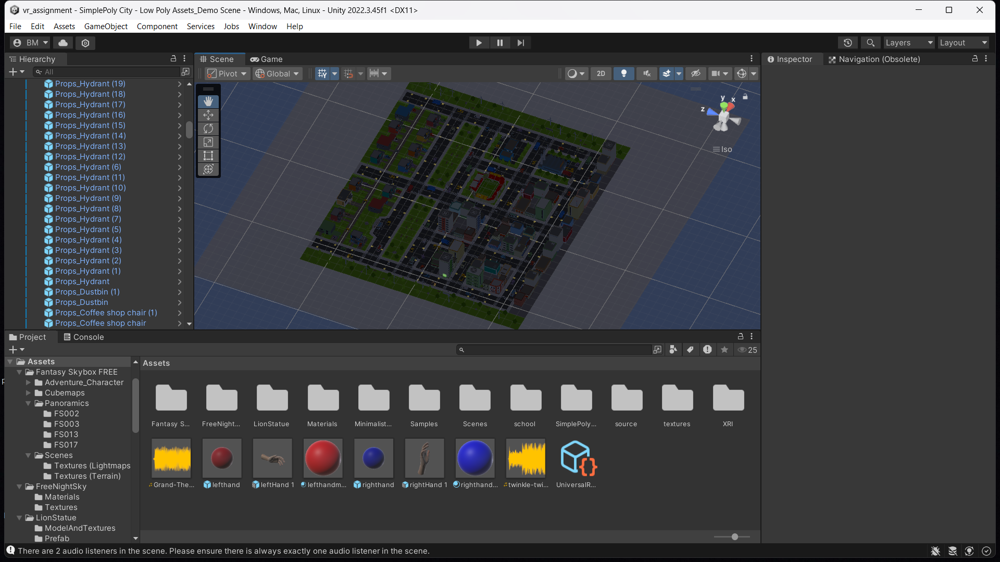 vr_assignment - SimplePoly City - Low Poly Assets_Demo Scene - Windows, Mac, Linux - Unity 2022.3.45f1 <DX11>
File Edit Assets GameObject Component Services Jobs Window Help
BM Layers Layout
Hierarchy Scene Game Inspector Navigation (Obsolete)
All Pivot Global 2D
Props_Hydrant (19)
Props_Hydrant (18)
Props_Hydrant (17)
Props_Hydrant (16)
Props_Hydrant (15)
Props_Hydrant (14)
Props_Hydrant (13)
Props_Hydrant (12)
Props_Hydrant (6)
Props_Hydrant (11)
Props_Hydrant (10)
Props_Hydrant (9)
Props_Hydrant (8)
Props_Hydrant (7)
Props_Hydrant (5)
Props_Hydrant (4)
Props_Hydrant (3)
Props_Hydrant (2)
Props_Hydrant (1)
Props_Hydrant
Props_Dustbin (1)
Props_Dustbin
Props_Coffee shop chair (1)
Props_Coffee shop chair
y x
z
Iso
Project Console
25
Assets
Fantasy Skybox FREE
Adventure_Character
Cubemaps
Panoramics
FS002
FS003
FS013
FS017
Scenes
Textures (Lightmaps
Textures (Terrain)
FreeNightSky
Materials
Textures
LionStatue
ModelAndTextures
Prefab
Assets
Fantasy S... FreeNight... LionStatue Materials Minimalist... Samples Scenes school SimplePoly... source textures XRI
Grand-The... lefthand leftHand 1 lefthandm... righthand rightHand 1 righthand... twinkle-twi... UniversalR...
There are 2 audio listeners in the scene. Please ensure there is always exactly one audio listener in the scene.